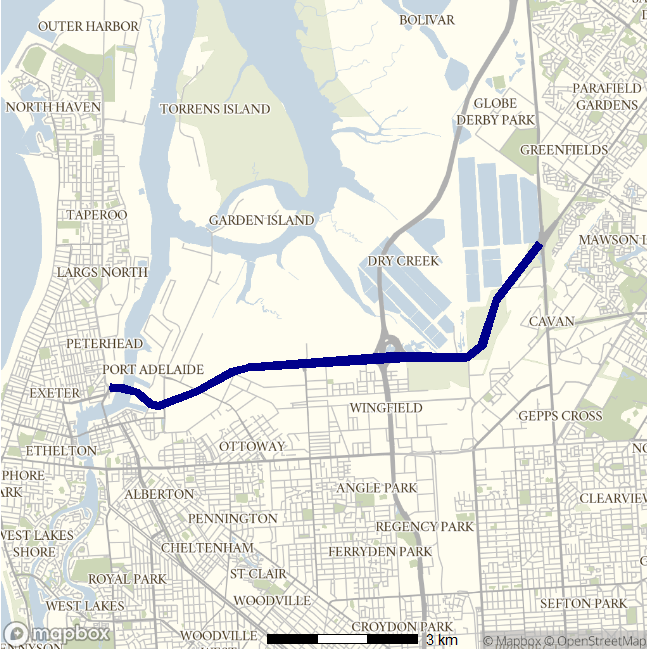 BOLIVAR
OUTER HARBOR
PARAFIELD
GARDENS
NORTH HAVEN
TORRENS ISLAND
GLOBE
DERBY PARK
GREENFIELDS
TAPEROO
GARDEN ISLAND
MAWSON L
DRY CREEK
LARGS NORTH
CAVAN
PETERHEAD
PORT ADELAIDE
EXETER
WINGFIELD
GEPPS CROSS
ETHELTON
OTTOWAY
NO
PHORE
ARK
ANGLE PARK
CLEARVIEW
ALBERTON
PENNINGTON
REGENCY PARK
WEST LAKES
SHORE
CHELTENHAM
FERRYDEN PARK
ROYAL PARK
ST CLAIR
WEST LAKES
WOODVILLE
SEFTON PARK
CROYDON PARK
WOODVILLE
WEST
NNYSON
mapbox
3 km
© Mapbox © OpenStreetMap